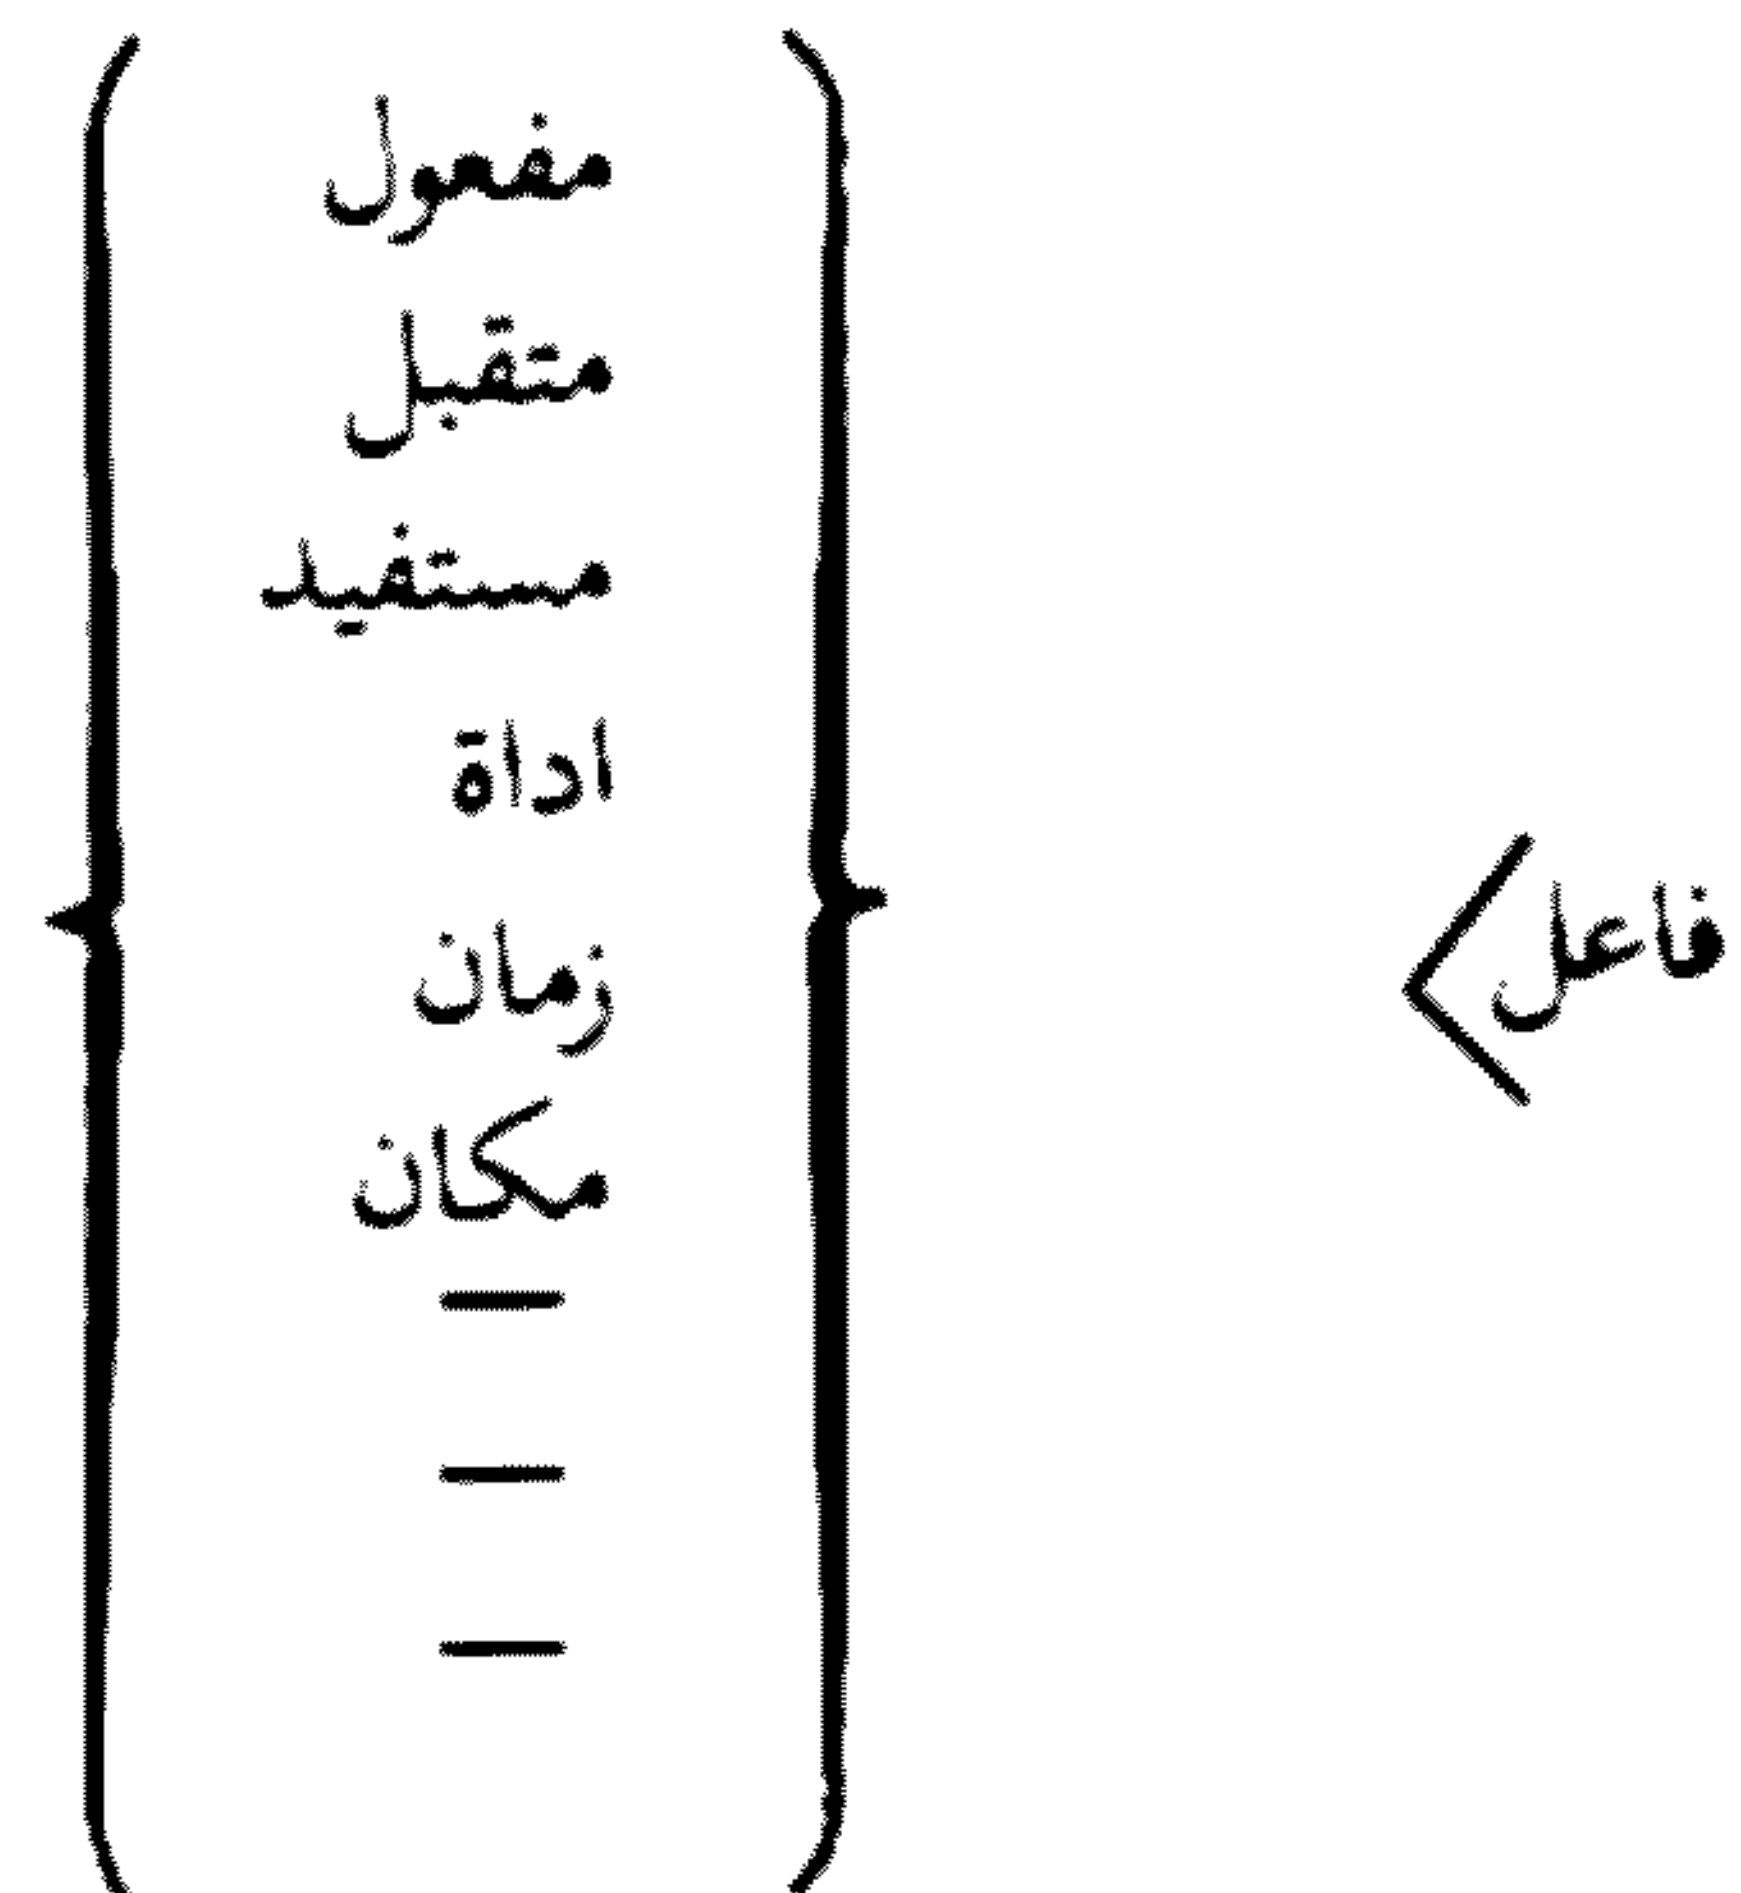 مفعول
متقبل
مستفيد
اداة
فاعل
زمان
مكان